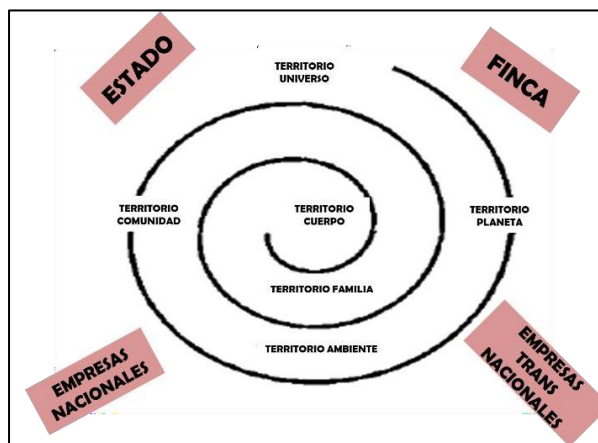 ESTADO
FINCA
TERRITORIO
UNIVERSO
TERRITORIO
COMUNIDAD
TERRITORIO
CUERPO
TERRITORIO
PLANETA
TERRITORIO FAMILIA
TERRITORIO AMBIENTE
EMPRESAS
NACIONALES
EMPRESAS
TRANS
NACIONALES